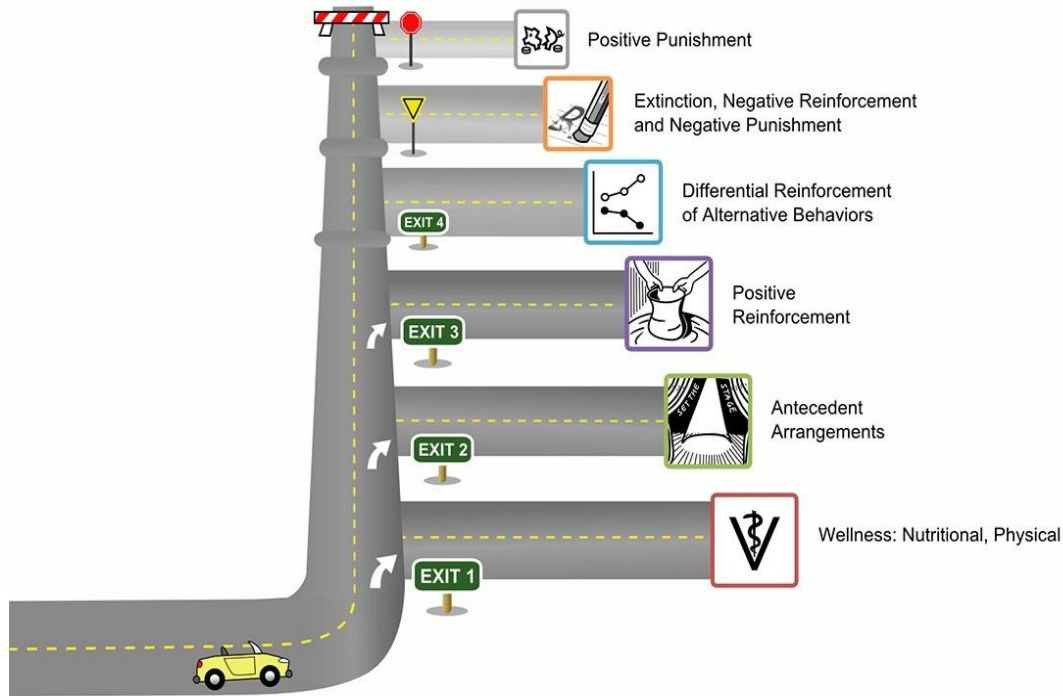 Positive Punishment
Extinction, Negative Reinforcement
and Negative Punishment
Differential Reinforcement
of Alternative Behaviors
EXIT 4
Positive
Reinforcement
EXIT 3
SET THE STAGE
Antecedent
Arrangements
EXIT 2
V
Wellness: Nutritional, Physical
EXIT 1